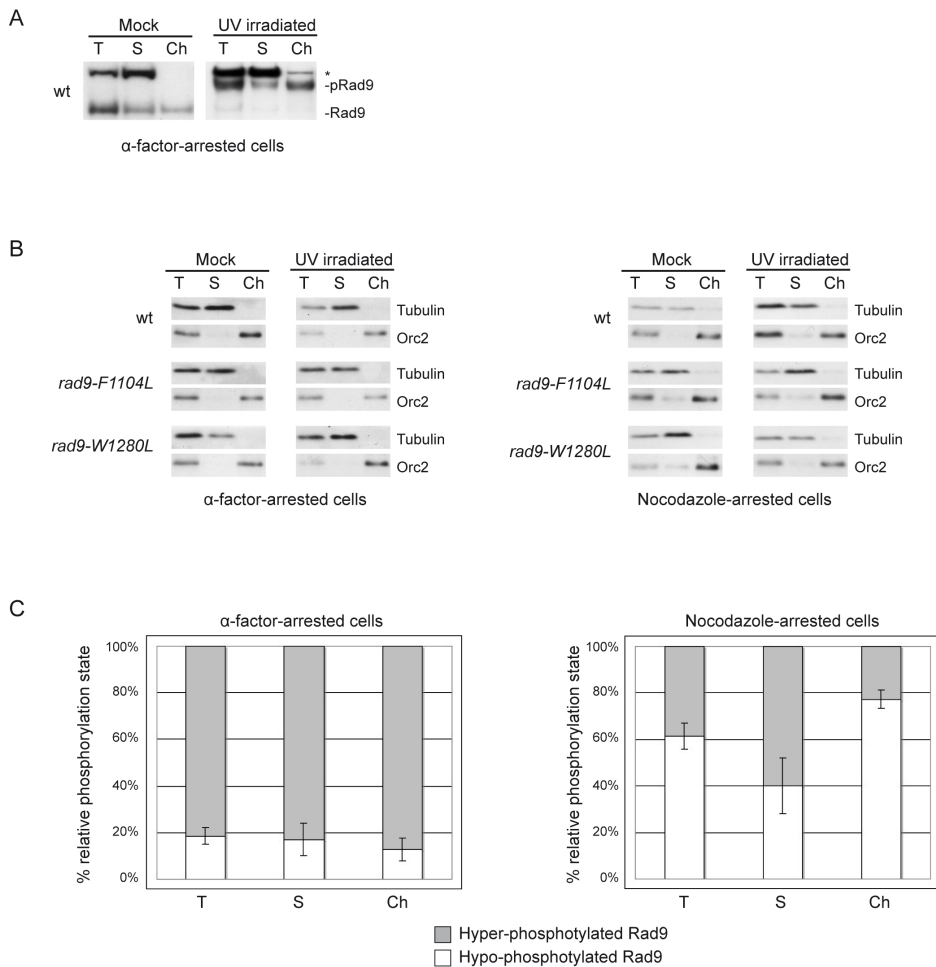 A
Mock UV irradiated
T S Ch T S Ch
*
-pRad9
wt
-Rad9
α-factor-arrested cells
B
Mock UV irradiated Mock UV irradiated
T S Ch T S Ch T S Ch T S Ch
wt Tubulin wt Tubulin
Orc2 Orc2
rad9-F1104L Tubulin rad9-F1104L Tubulin
Orc2 Orc2
rad9-W1280L Tubulin rad9-W1280L Tubulin
Orc2 Orc2
α-factor-arrested cells Nocodazole-arrested cells
C
α-factor-arrested cells Nocodazole-arrested cells
% relative phosphorylation state % relative phosphorylation state
100% 100%
80% 80%
60% 60%
40% 40%
20% 20%
0% 0%
T S Ch T S Ch
Hyper-phosphotylated Rad9
Hypo-phosphotylated Rad9